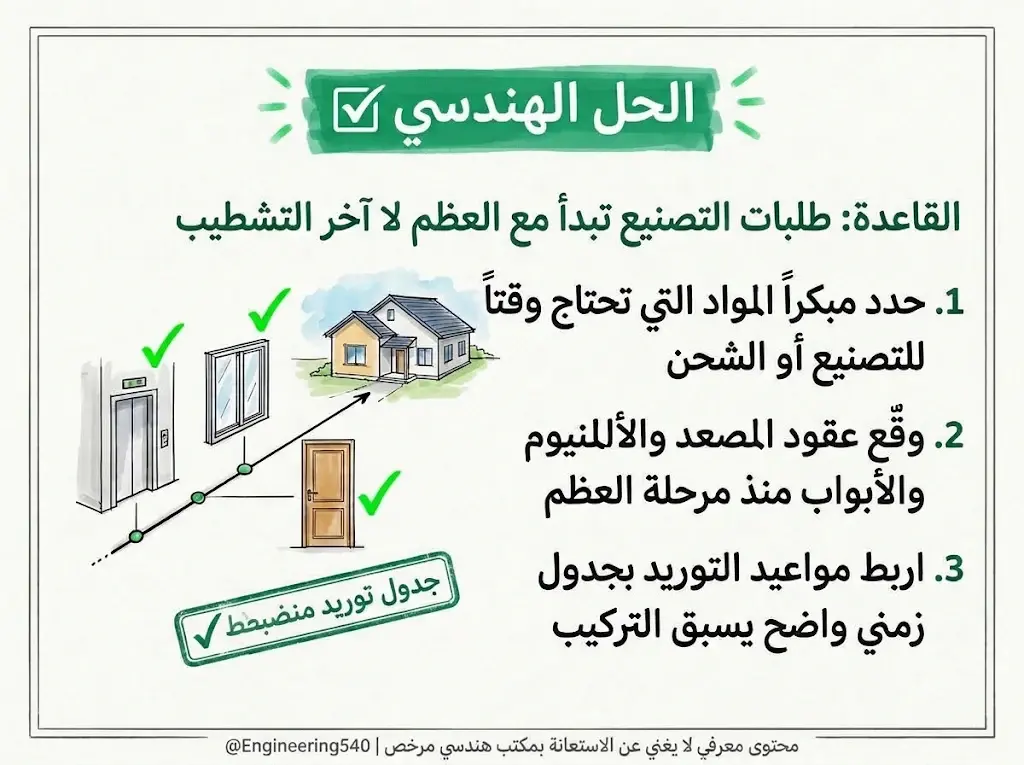 الحل الهندسي
القاعدة: طلبات التصنيع تبدأ مع العظم لا آخر التشطيب
1. حدد مبكراً المواد التي تحتاج وقتاً
للتصنيع أو الشحن
2. وقّع عقود المصعد والأللمنيوم
والأبواب منذ مرحلة العظم
3. اربط مواعيد التوريد بجدول
زمني واضح يسبق التركيب
جدول توريد منضبطط
محتوى معرفي لا يغني عن الاستعانة بمكتب هندسي مرخص | @Engineering540